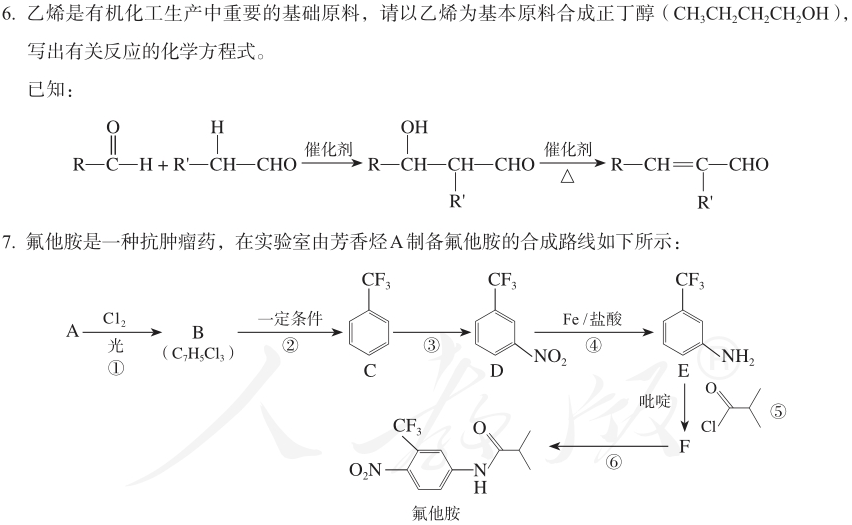 6. 乙烯是有机化工生产中重要的基础原料，请以乙烯为基本原料合成正丁醇（CH₃CH₂CH₂CH₂OH），
写出有关反应的化学方程式。
已知：
O H OH
R—C—H + R'—CH—CHO 催化剂 R—CH—CH—CHO 催化剂 △ R—CH=C—CHO
R' R'
7. 氟他胺是一种抗肿瘤药，在实验室由芳香烃A制备氟他胺的合成路线如下所示：
CF₃ CF₃ CF₃
A Cl₂ 光 ① B （C₇H₅Cl₃） 一定条件 ② ③ Fe/盐酸 ④
NO₂ NH₂
C D E
吡啶 O Cl ⑤
CF₃ O F
⑥
O₂N N
H
氟他胺
人教版®